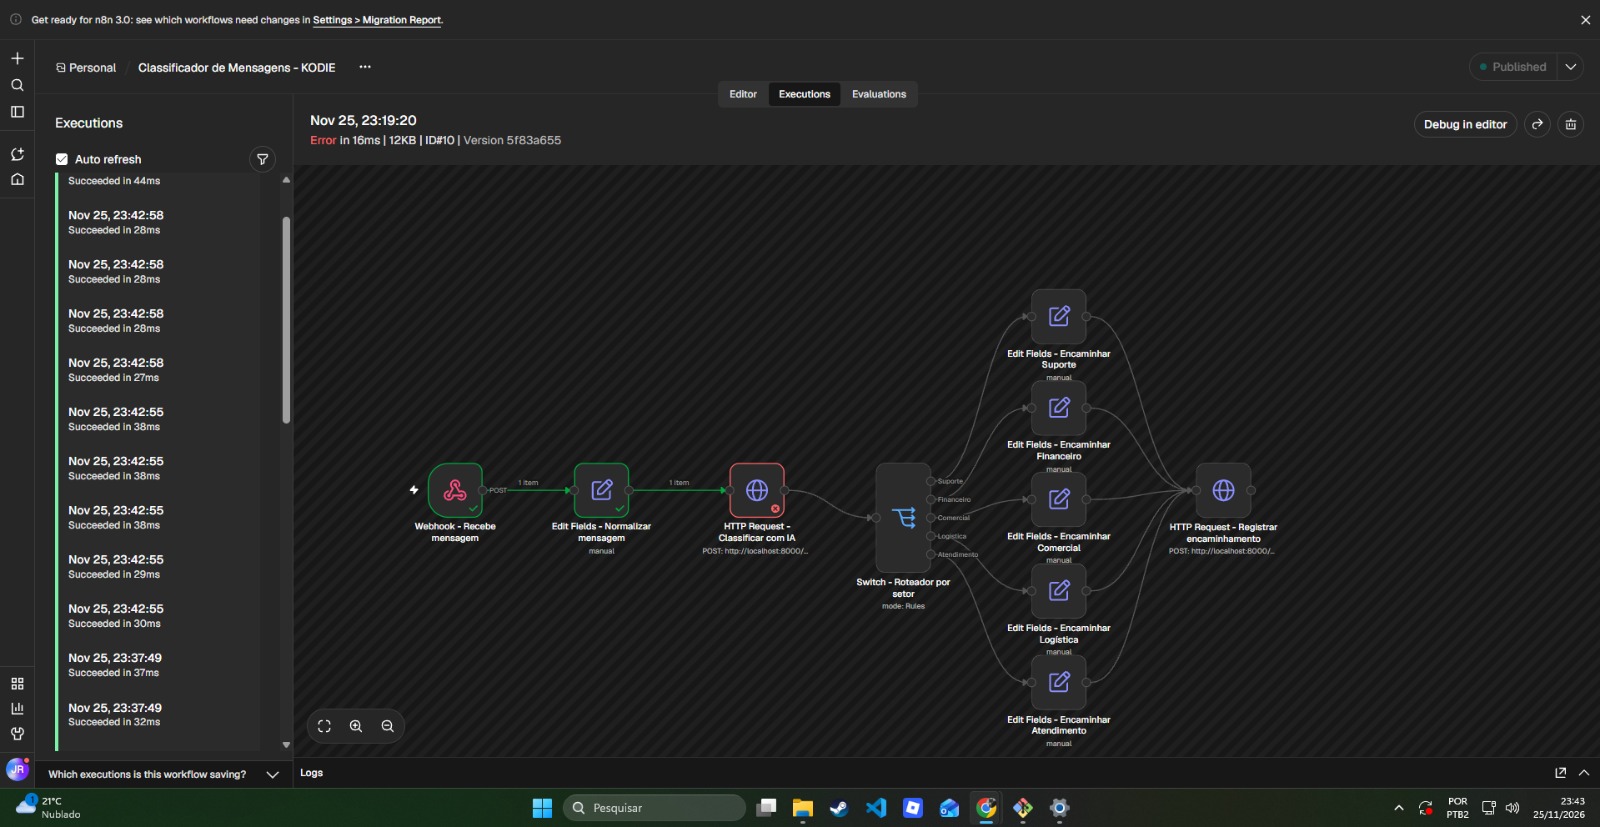 Get ready for n8n 3.0: see which workflows need changes in Settings > Migration Report.
Personal / Classificador de Mensagens - KODIE ...
Published
Editor
Executions
Evaluations
Executions
Auto refresh
Succeeded in 44ms
Nov 25, 23:42:58
Succeeded in 28ms
Nov 25, 23:42:58
Succeeded in 28ms
Nov 25, 23:42:58
Succeeded in 28ms
Nov 25, 23:42:58
Succeeded in 27ms
Nov 25, 23:42:55
Succeeded in 38ms
Nov 25, 23:42:55
Succeeded in 38ms
Nov 25, 23:42:55
Succeeded in 38ms
Nov 25, 23:42:55
Succeeded in 29ms
Nov 25, 23:42:55
Succeeded in 30ms
Nov 25, 23:37:49
Succeeded in 37ms
Nov 25, 23:37:49
Succeeded in 32ms
Which executions is this workflow saving?
JR
Nov 25, 23:19:20
Error in 16ms | 12KB | ID#10 | Version 5f83a655
Debug in editor
POST
1 item
1 item
Webhook - Recebe
mensagem
Edit Fields - Normalizar
mensagem
manual
HTTP Request -
Classificar com IA
POST: http://localhost:8000/...
Suporte
Financeiro
Comercial
Logística
Atendimento
Switch - Roteador por
setor
mode: Rules
Edit Fields - Encaminhar
Suporte
manual
Edit Fields - Encaminhar
Financeiro
manual
Edit Fields - Encaminhar
Comercial
manual
Edit Fields - Encaminhar
Logística
manual
Edit Fields - Encaminhar
Atendimento
manual
HTTP Request - Registrar
encaminhamento
POST: http://localhost:8000/...
Logs
1
21°C
Nublado
Pesquisar
POR
PTB2
23:43
25/11/2026